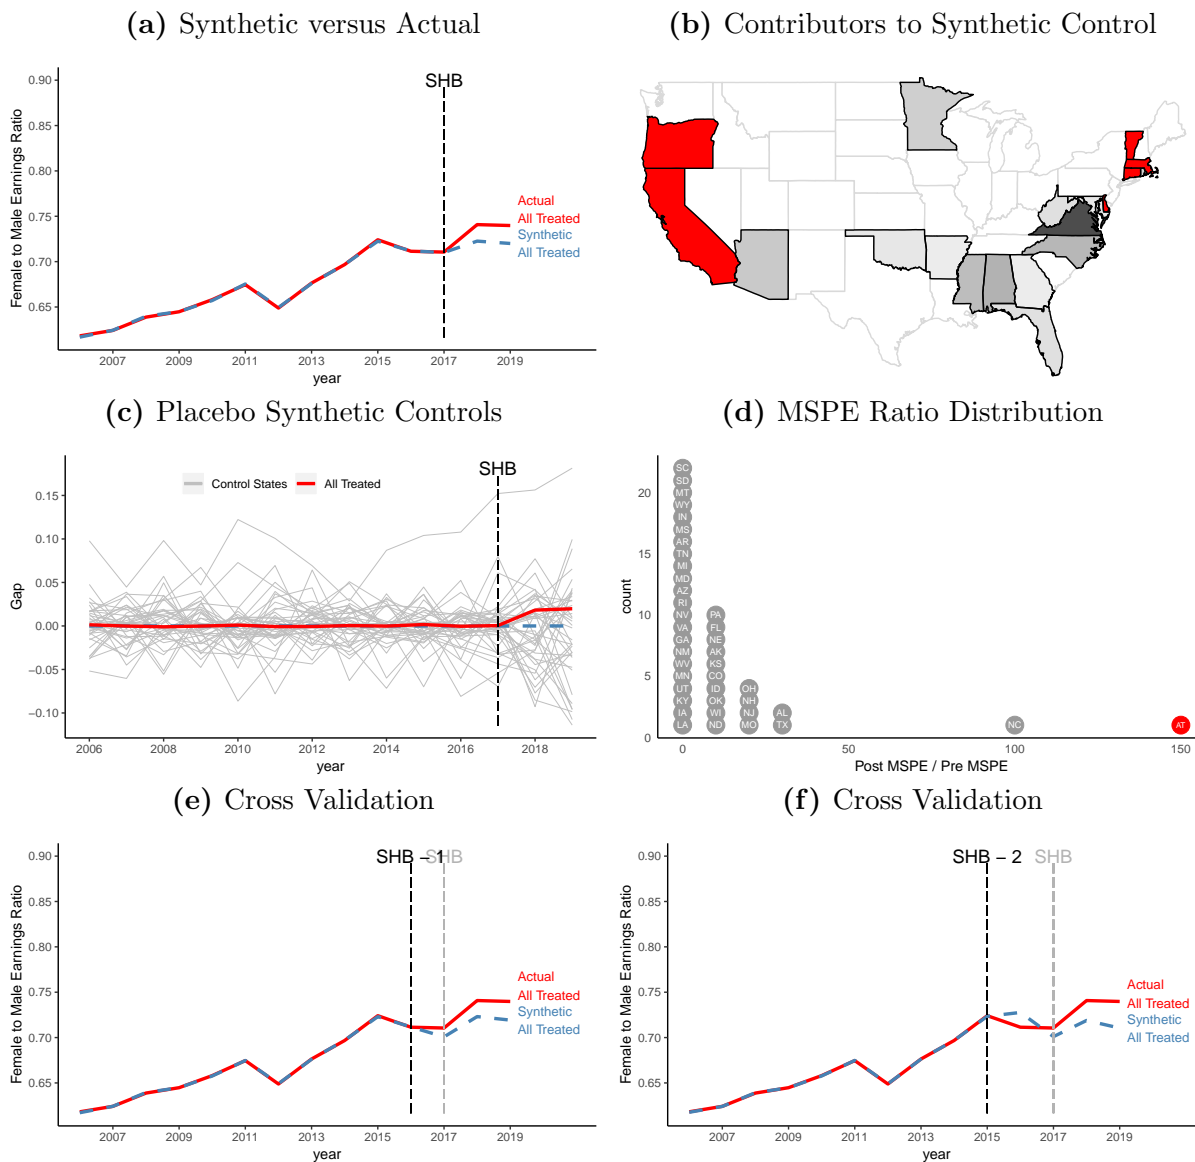 (a) Synthetic versus Actual
SHB
0.90
0.85
0.80
0.75
0.70
0.65
Female to Male Earnings Ratio
Actual
All Treated
Synthetic
All Treated
2007 2009 2011 2013 2015 2017 2019
year
(b) Contributors to Synthetic Control
(c) Placebo Synthetic Controls
SHB
Control States All Treated
0.15
0.10
0.05
0.00
−0.05
−0.10
Gap
2006 2008 2010 2012 2014 2016 2018
year
(d) MSPE Ratio Distribution
20
15
10
5
0
count
SC
SD
MT
WY
IN
MS
AR
TN
MI
MD
AZ
RI
NV
VA
GA
NM
WV
MN
UT
KY
IA
LA
PA
FL
NE
AK
KS
CO
ID
OK
WI
ND
OH
NH
NJ
MO
AL
TX
NC
AT
0 50 100 150
Post MSPE / Pre MSPE
(e) Cross Validation
SHB − 1
SHB
0.90
0.85
0.80
0.75
0.70
0.65
Female to Male Earnings Ratio
Actual
All Treated
Synthetic
All Treated
2007 2009 2011 2013 2015 2017 2019
year
(f) Cross Validation
SHB − 2
SHB
0.90
0.85
0.80
0.75
0.70
0.65
Female to Male Earnings Ratio
Actual
All Treated
Synthetic
All Treated
2007 2009 2011 2013 2015 2017 2019
year